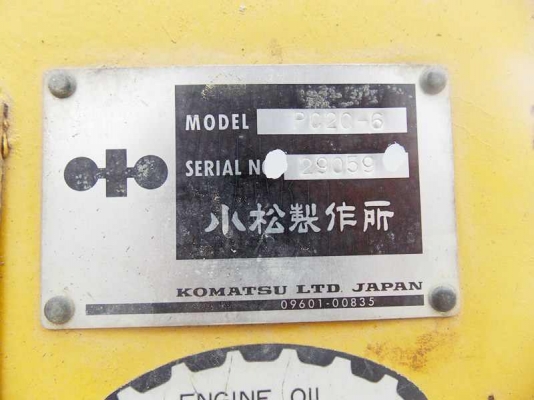 MODEL PC20-6
SERIAL NO 29059
小松製作所
KOMATSU LTD. JAPAN
09601-00835
ENGINE OIL